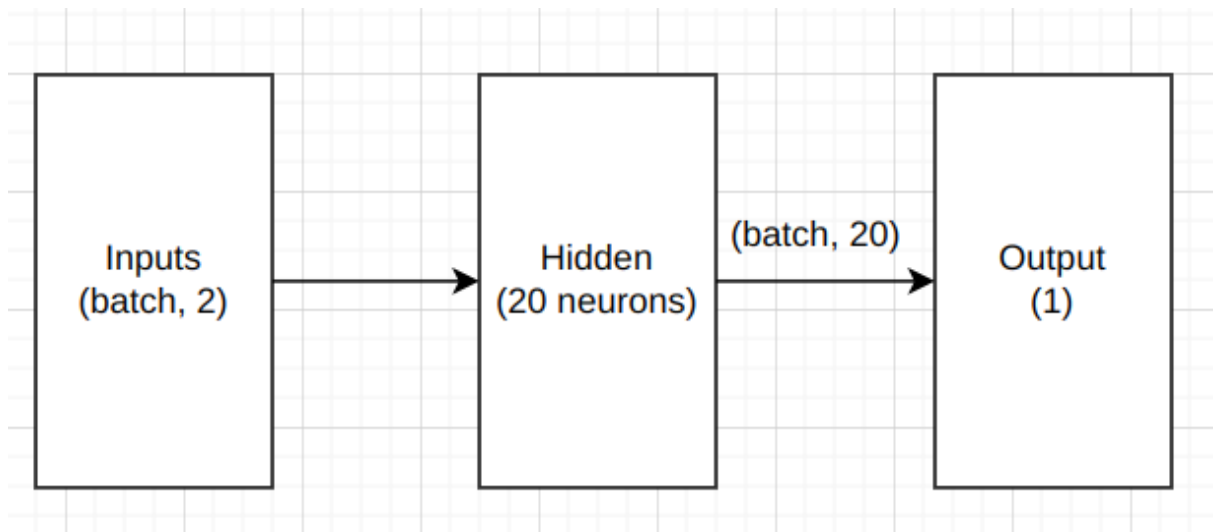 Inputs
(batch, 2)
Hidden
(20 neurons)
(batch, 20)
Output
(1)